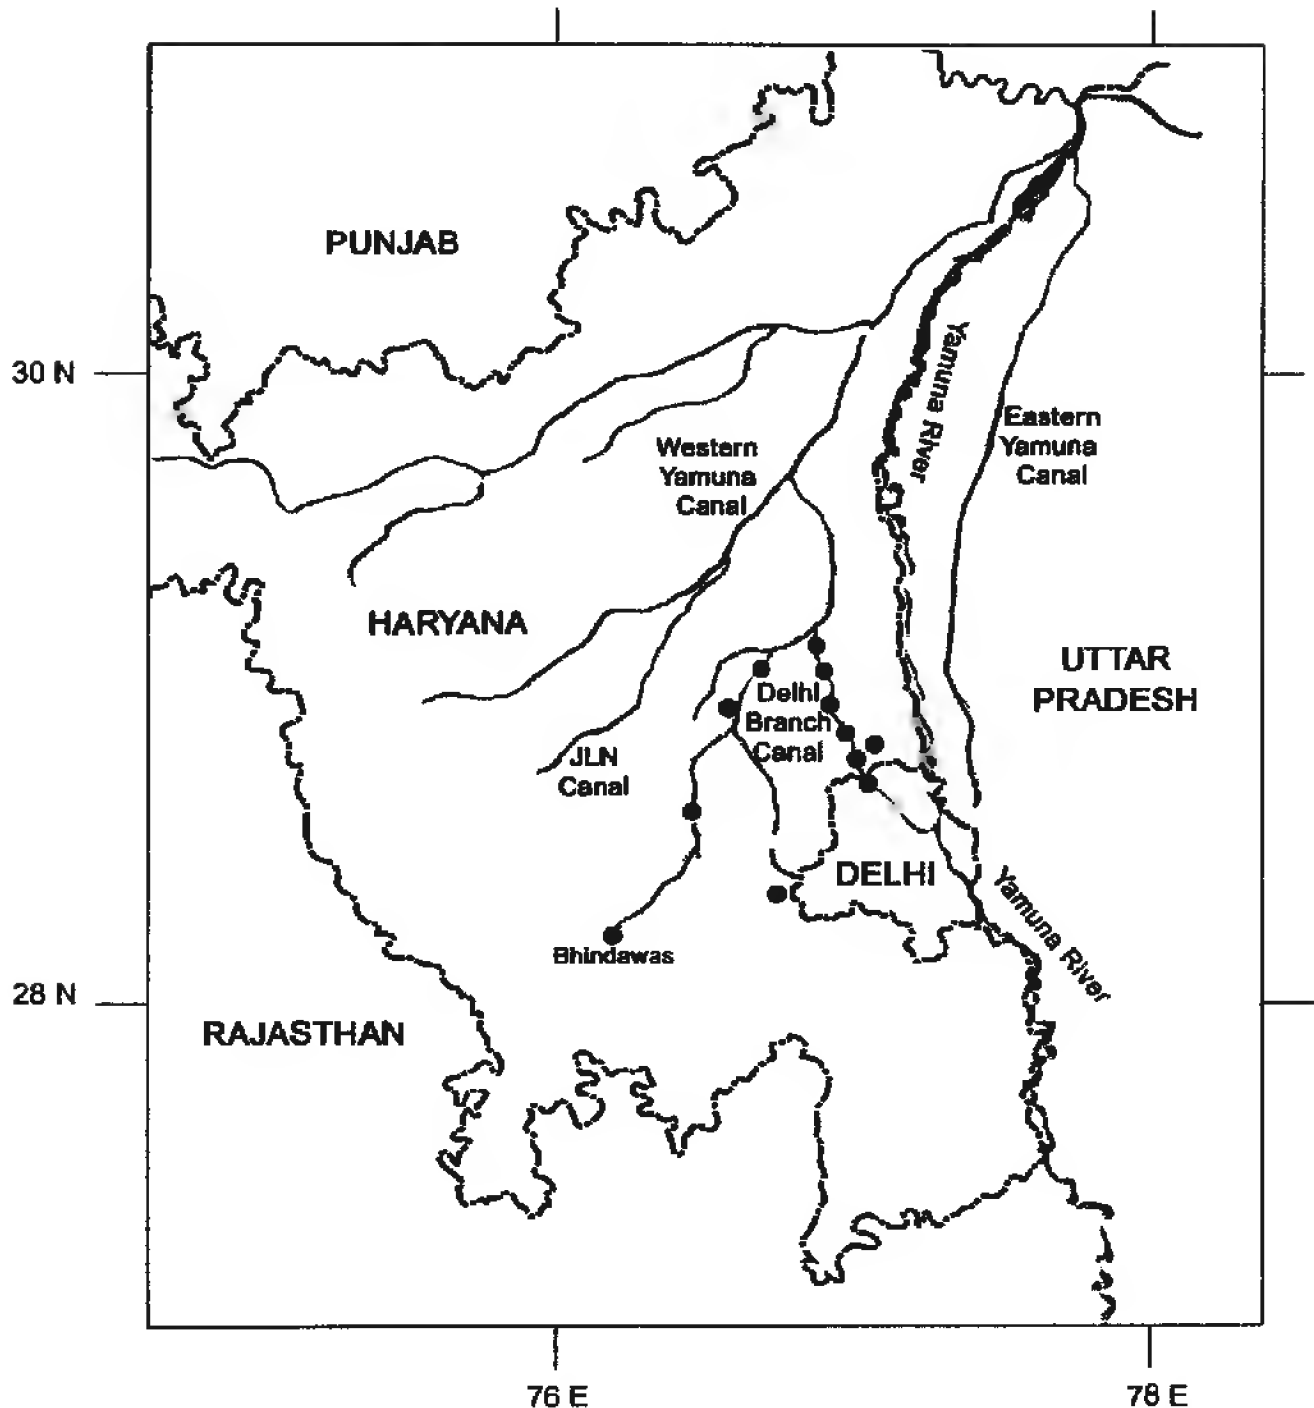 PUNJAB
30 N
Yamuna River
Eastern
Yamuna
Canal
Western
Yamuna
Canal
HARYANA
UTTAR
PRADESH
Delhi
Branch
Canal
JLN
Canal
DELHI
Yamuna River
Bhindawas
28 N
RAJASTHAN
76 E
78 E